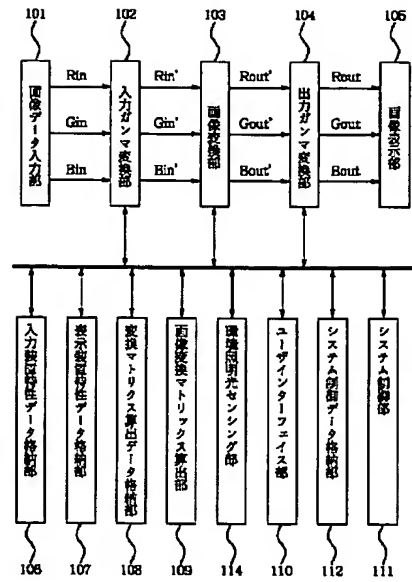 101 102 103 104 105
画像データ入力部
Rin
Gin
Bin
入力ガンマ変換部
Rin'
Gin'
Bin'
画像変換部
Rout'
Gout'
Bout'
出力ガンマ変換部
Rout
Gout
Bout
画像表示部
入力装置特性データ格納部
表示装置特性データ格納部
変換マトリクス算出データ格納部
画像変換マトリックス算出部
環境照明光センシング部
ユーザインターフェイス部
システム制御データ格納部
システム制御部
106 107 108 109 114 110 112 111